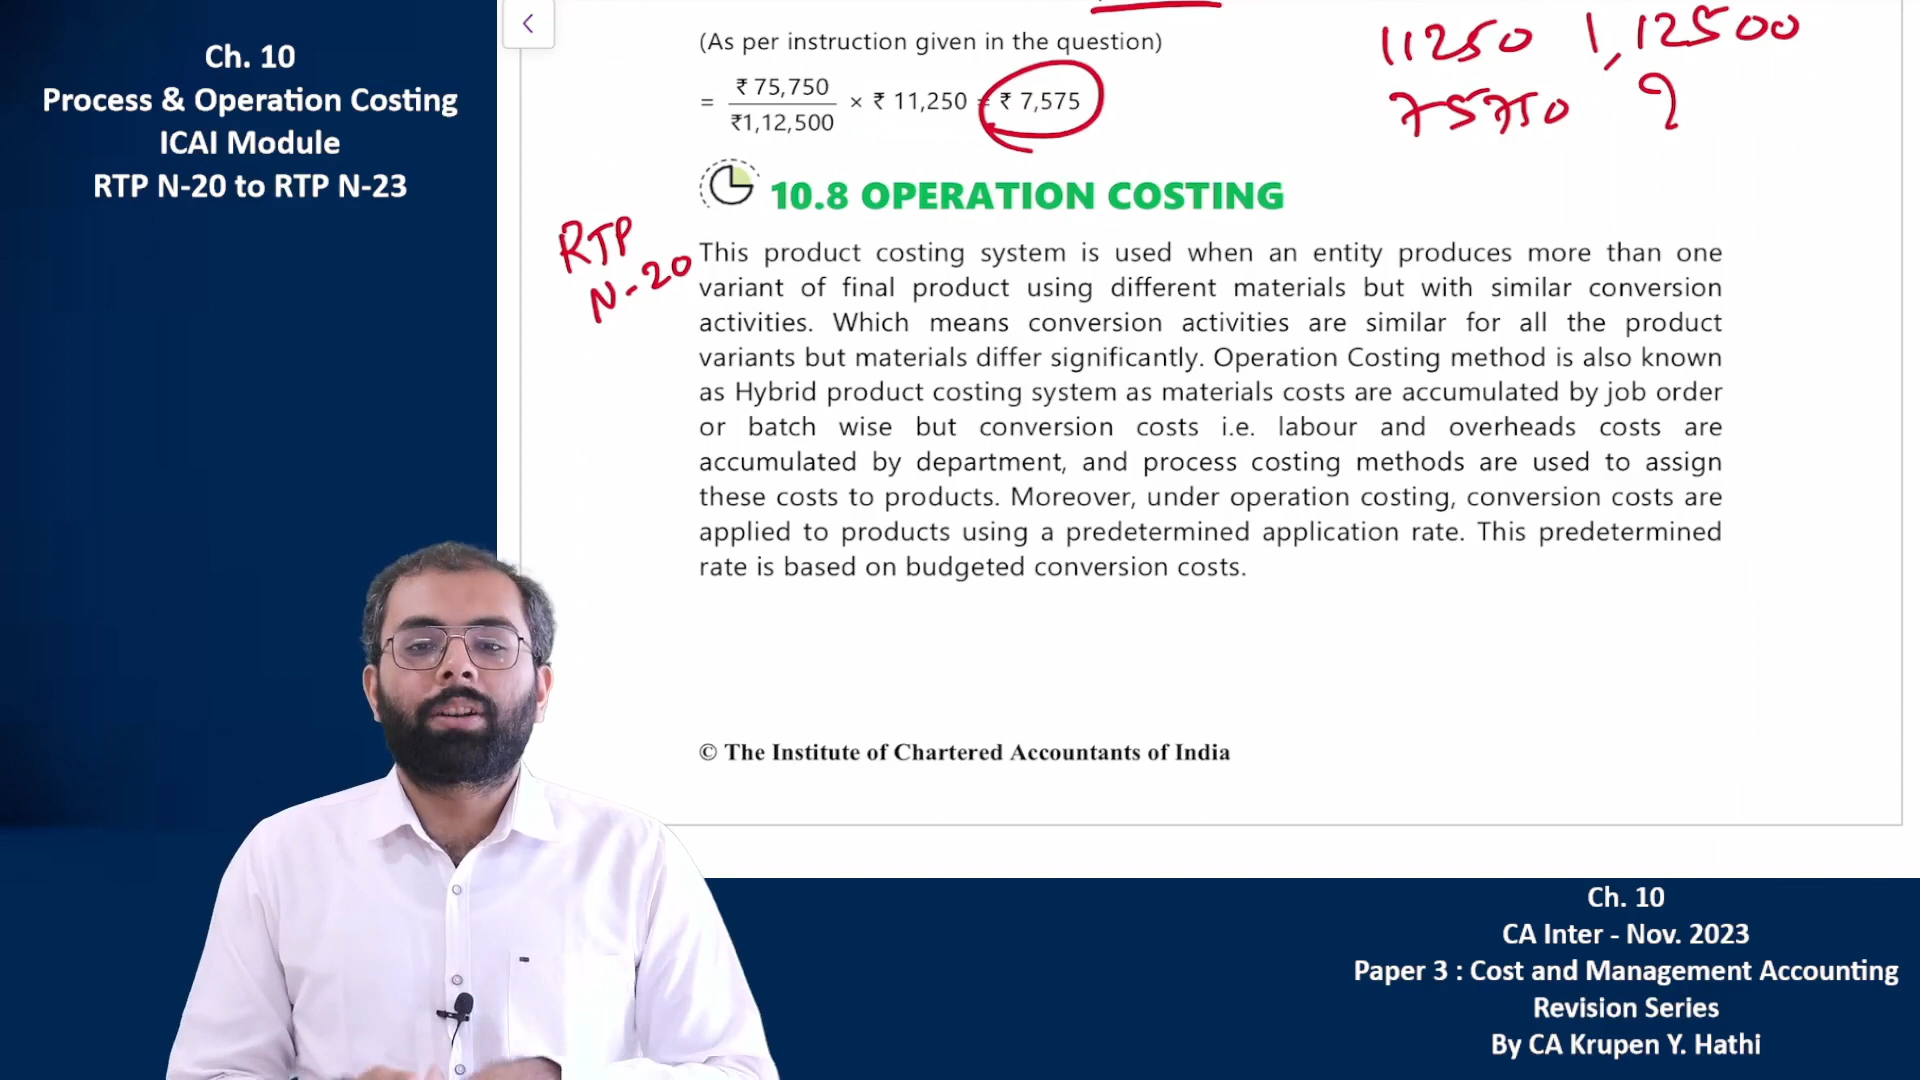 Ch. 10
Process & Operation Costing
ICAI Module
RTP N-20 to RTP N-23
(As per instruction given in the question)
= ₹ 75,750 / ₹1,12,500 × ₹ 11,250 = ₹ 7,575
11250 1,12500
75750 ?
10.8 OPERATION COSTING
RTP
N-20
This product costing system is used when an entity produces more than one
variant of final product using different materials but with similar conversion
activities. Which means conversion activities are similar for all the product
variants but materials differ significantly. Operation Costing method is also known
as Hybrid product costing system as materials costs are accumulated by job order
or batch wise but conversion costs i.e. labour and overheads costs are
accumulated by department, and process costing methods are used to assign
these costs to products. Moreover, under operation costing, conversion costs are
applied to products using a predetermined application rate. This predetermined
rate is based on budgeted conversion costs.
© The Institute of Chartered Accountants of India
Ch. 10
CA Inter - Nov. 2023
Paper 3 : Cost and Management Accounting
Revision Series
By CA Krupen Y. Hathi